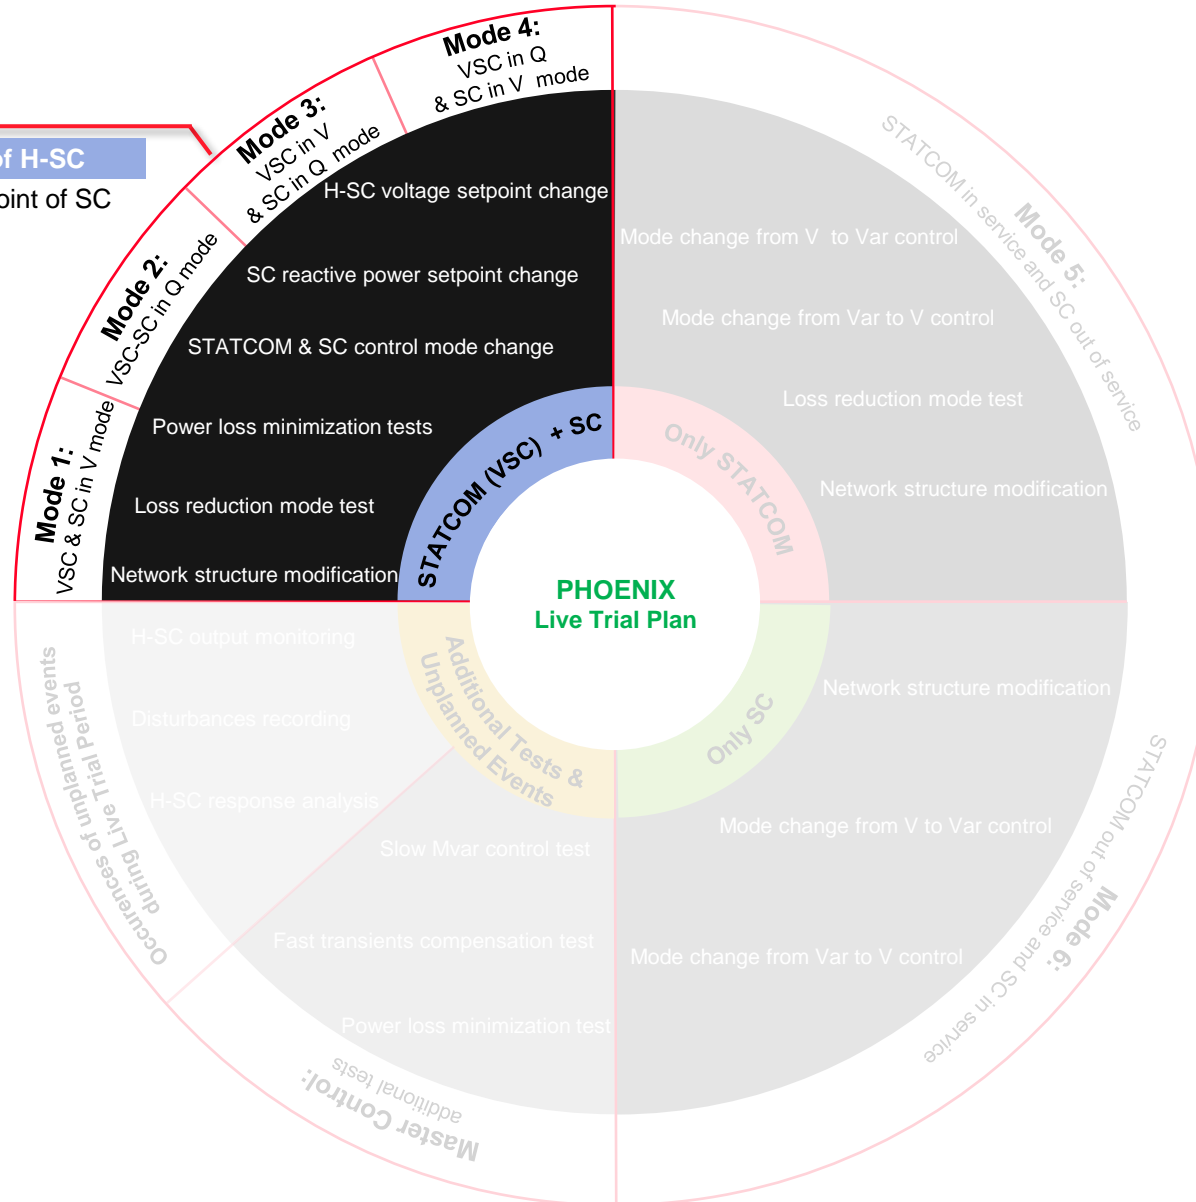 of H-SC
oint of SC
Mode 1:
VSC & SC in V mode
Mode 2:
VSC-SC in Q mode
Mode 3:
VSC in V
& SC in Q mode
Mode 4:
VSC in Q
& SC in V mode
H-SC voltage setpoint change
SC reactive power setpoint change
STATCOM & SC control mode change
Power loss minimization tests
Loss reduction mode test
Network structure modification
STATCOM (VSC) + SC
Only STATCOM
Mode change from V to Var control
Mode change from Var to V control
Loss reduction mode test
Network structure modification
Mode 5:
STATCOM in service and SC out of service
PHOENIX
Live Trial Plan
Only SC
Network structure modification
Mode change from V to Var control
Mode change from Var to V control
Mode 6:
STATCOM out of service and SC in service
Additional Tests &
Unplanned Events
H-SC output monitoring
Disturbances recording
H-SC response analysis
Occurences of unplanned events
during Live Trial Period
Slow Mvar control test
Fast transients compensation test
Power loss minimization test
Master Control:
additional tests